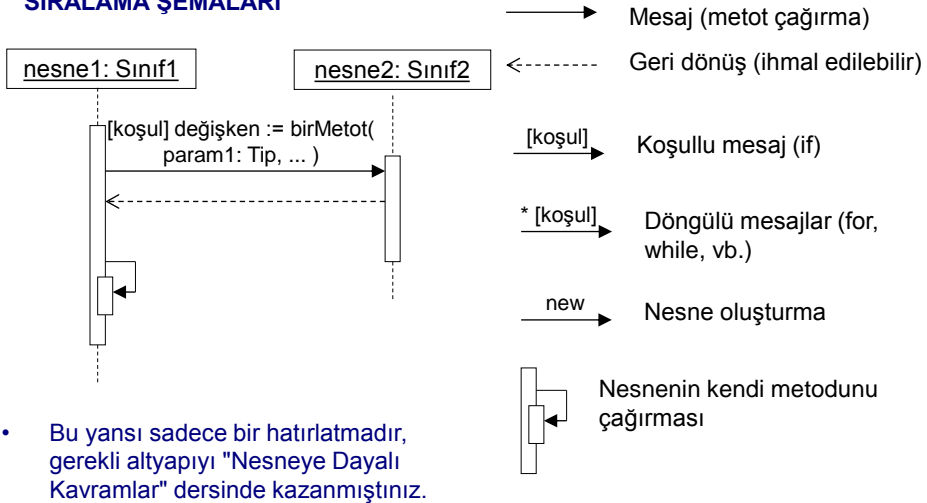 SIRALAMA ŞEMALARI
nesne1: Sınıf1
nesne2: Sınıf2
[koşul] değişken := birMetot(
param1: Tip, ... )
Mesaj (metot çağırma)
Geri dönüş (ihmal edilebilir)
[koşul]
Koşullu mesaj (if)
* [koşul]
Döngülü mesajlar (for,
while, vb.)
new
Nesne oluşturma
Nesnenin kendi metodunu
çağırması
• Bu yansı sadece bir hatırlatmadır,
gerekli altyapıyı "Nesneye Dayalı
Kavramlar" dersinde kazanmıştınız.